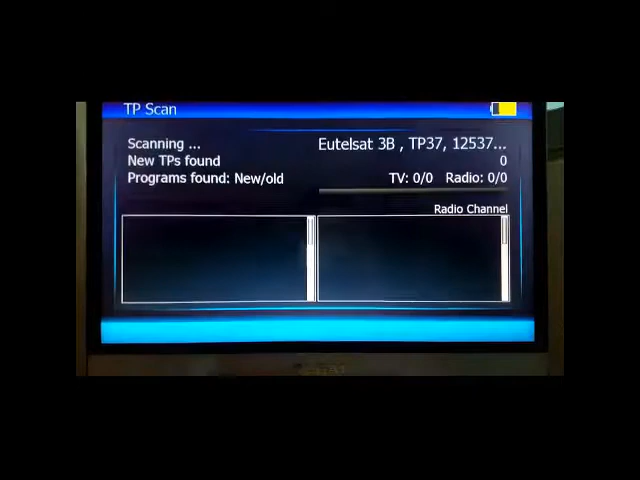 TP Scan
Scanning ... Eutelsat 3B , TP37, 12537...
New TPs found 0
Programs found: New/old TV: 0/0 Radio: 0/0
Radio Channel